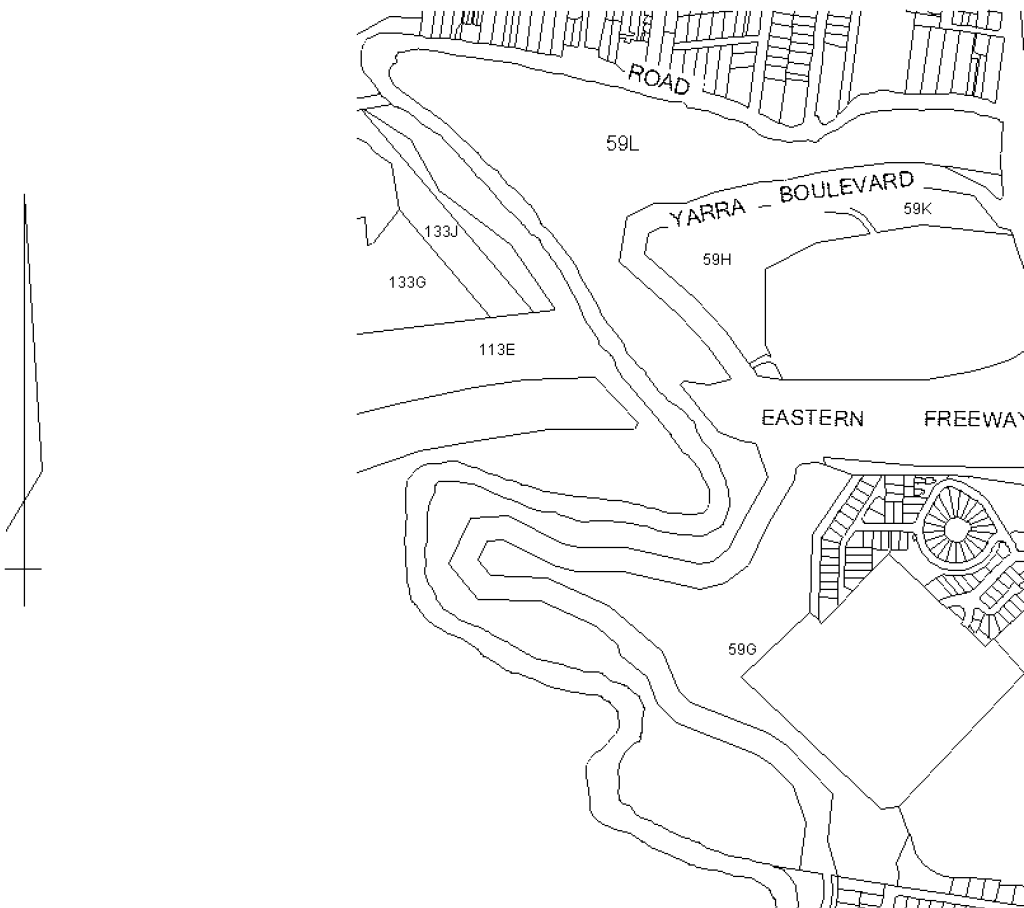 ROAD
59L
YARRA - BOULEVARD
59K
133J
59H
133G
113E
EASTERN FREEWAY
59G